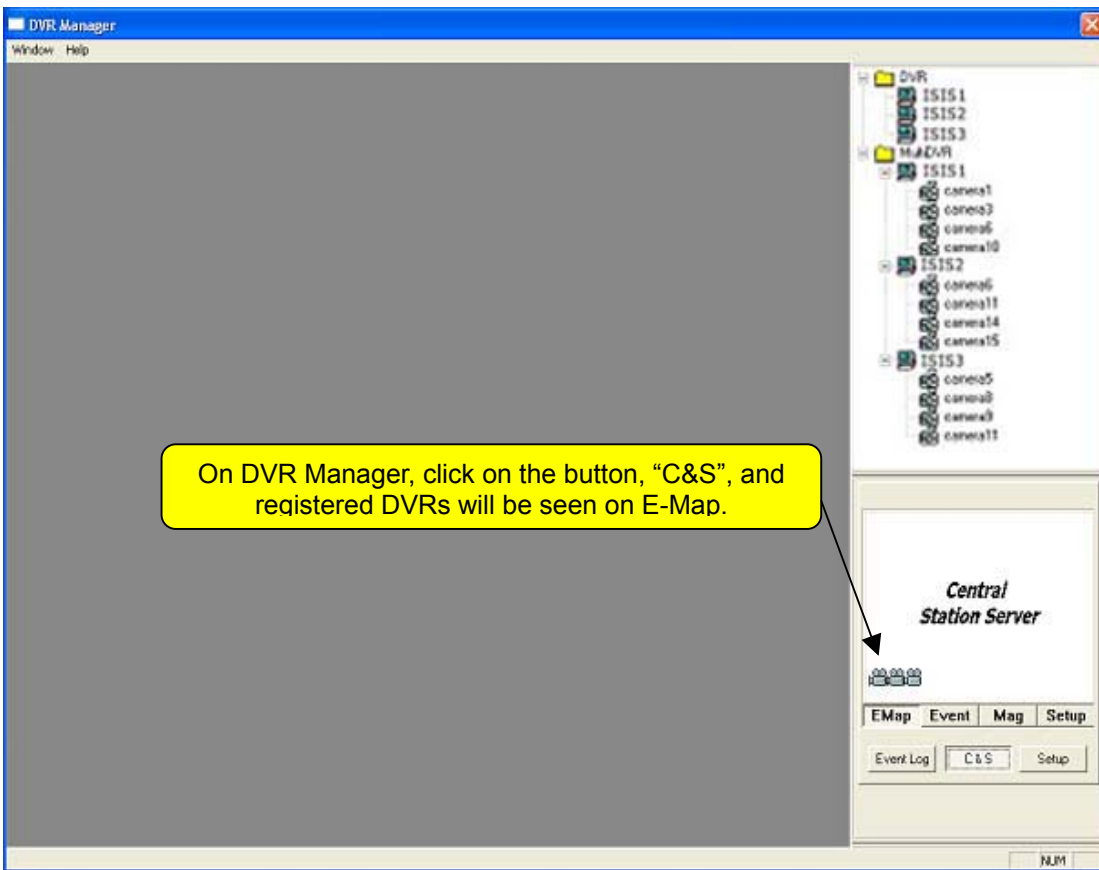 DVR Manager
Window Help
DVR
ISIS1
ISIS2
ISIS3
MultiDVR
ISIS1
camera1
camera3
camera6
camera10
ISIS2
camera6
camera11
camera14
camera15
ISIS3
camera5
camera8
camera9
camera11
On DVR Manager, click on the button, “C&S”, and
registered DVRs will be seen on E-Map.
Central
Station Server
EMap Event Mag Setup
Event Log C&S Setup
NUM